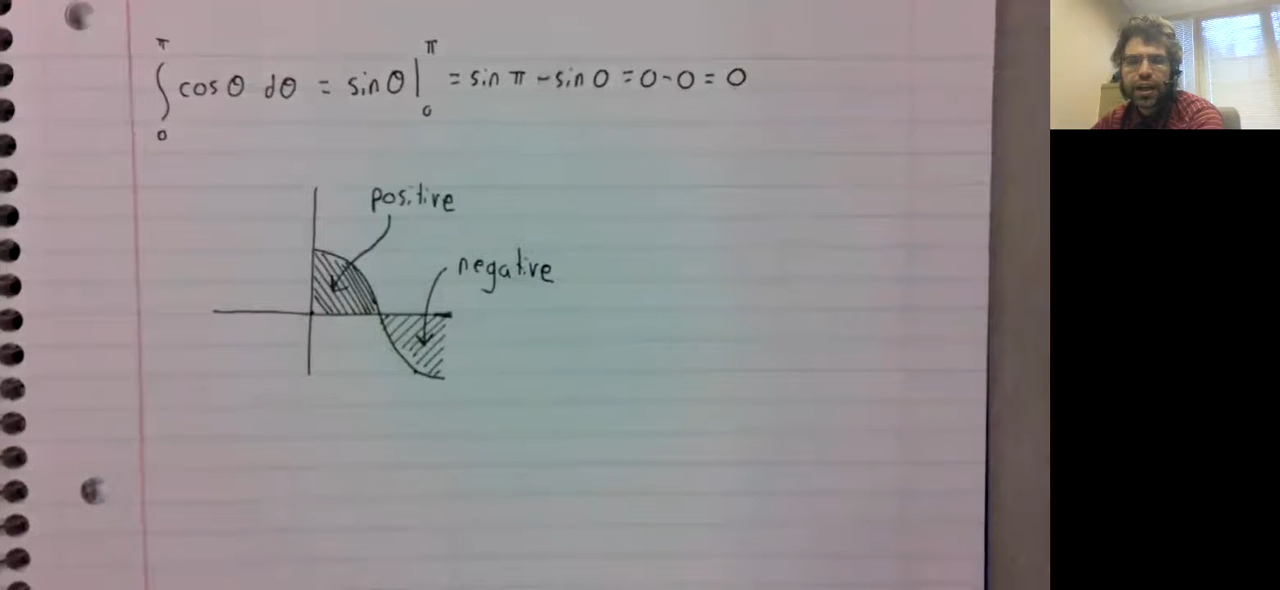 ∫₀^π cos θ dθ = sin θ |₀^π = sin π - sin 0 = 0 - 0 = 0
positive
negative